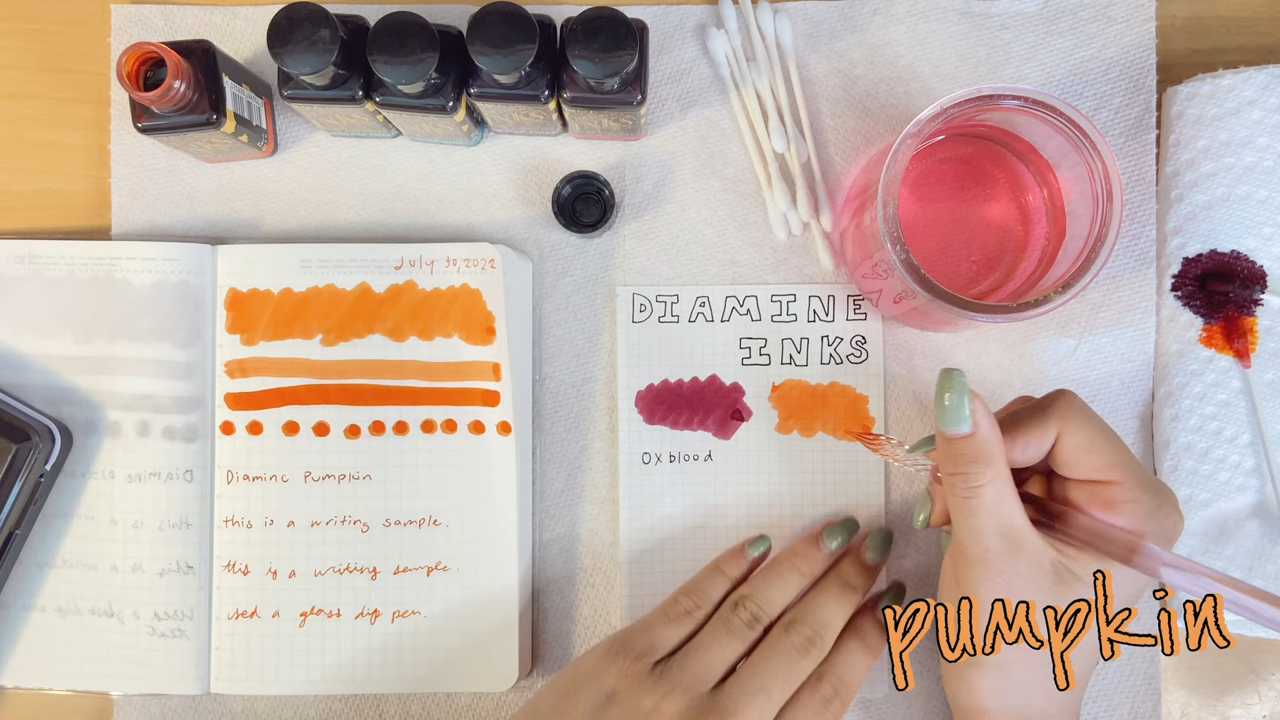 INKS
July 30, 2022
Diamine Pumpkin
this is a writing sample.
this is a writing sample.
used a glass dip pen.
DIAMINE
INKS
Oxblood
pumpkin